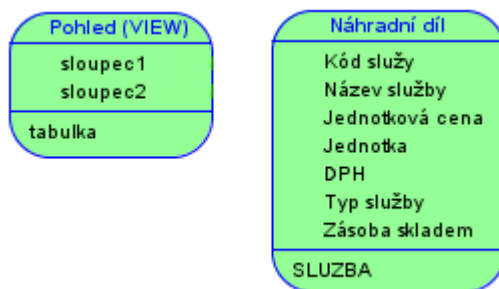 Pohled (VIEW)
sloupec1
sloupec2
tabulka
Náhradní díl
Kód služy
Název služby
Jednotková cena
Jednotka
DPH
Typ služby
Zásoba skladem
SLUZBA